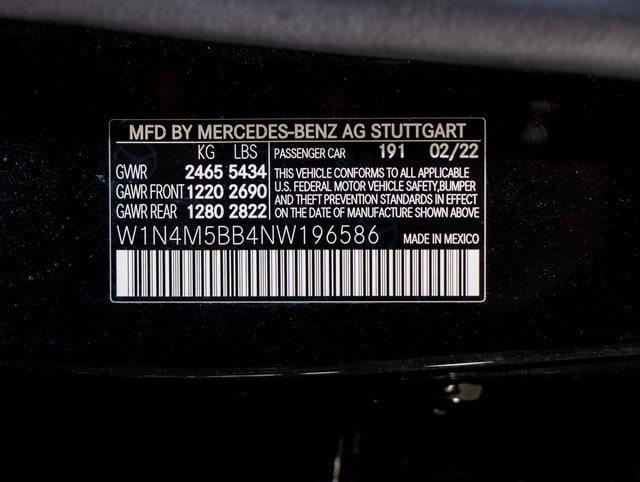 MFD BY MERCEDES-BENZ AG STUTTGART
KG LBS PASSENGER CAR 191 02/22
GVWR 2465 5434 THIS VEHICLE CONFORMS TO ALL APPLICABLE
GAWR FRONT 1220 2690 U.S. FEDERAL MOTOR VEHICLE SAFETY,BUMPER
AND THEFT PREVENTION STANDARDS IN EFFECT
GAWR REAR 1280 2822 ON THE DATE OF MANUFACTURE SHOWN ABOVE
W1N4M5BB4NW196586 MADE IN MEXICO